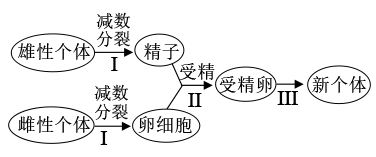 雄性个体 减数分裂 Ⅰ 精子
受精 Ⅱ 受精卵 Ⅲ 新个体
雌性个体 减数分裂 Ⅰ 卵细胞